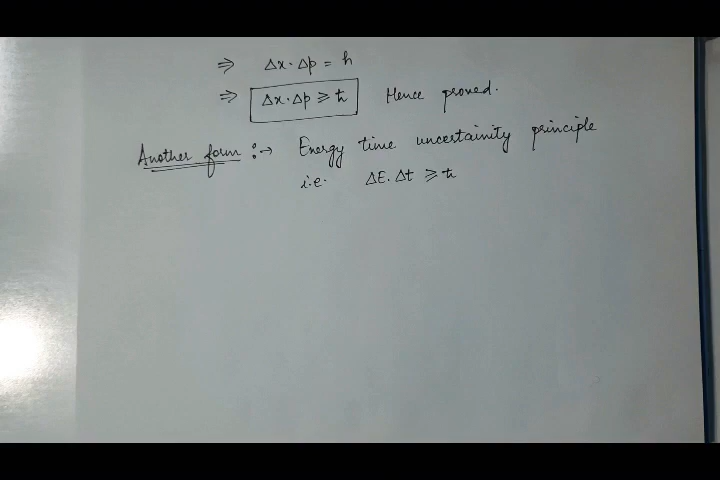 ⇒ Δx·Δp = h
⇒ Δx·Δp ≥ ħ Hence proved.
Another form :→ Energy time uncertainity principle
i.e. ΔE.Δt ≥ ħ